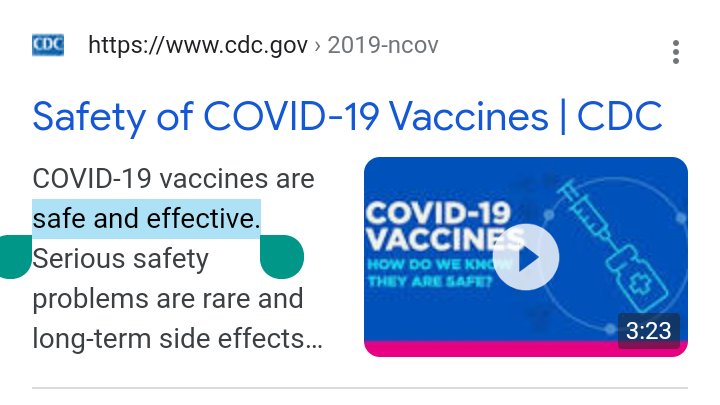 CDC https://www.cdc.gov › 2019-ncov
Safety of COVID-19 Vaccines | CDC
COVID-19 vaccines are
safe and effective.
Serious safety
problems are rare and
long-term side effects...
COVID-19
VACCINES
HOW DO WE KNOW
THEY ARE SAFE?
3:23